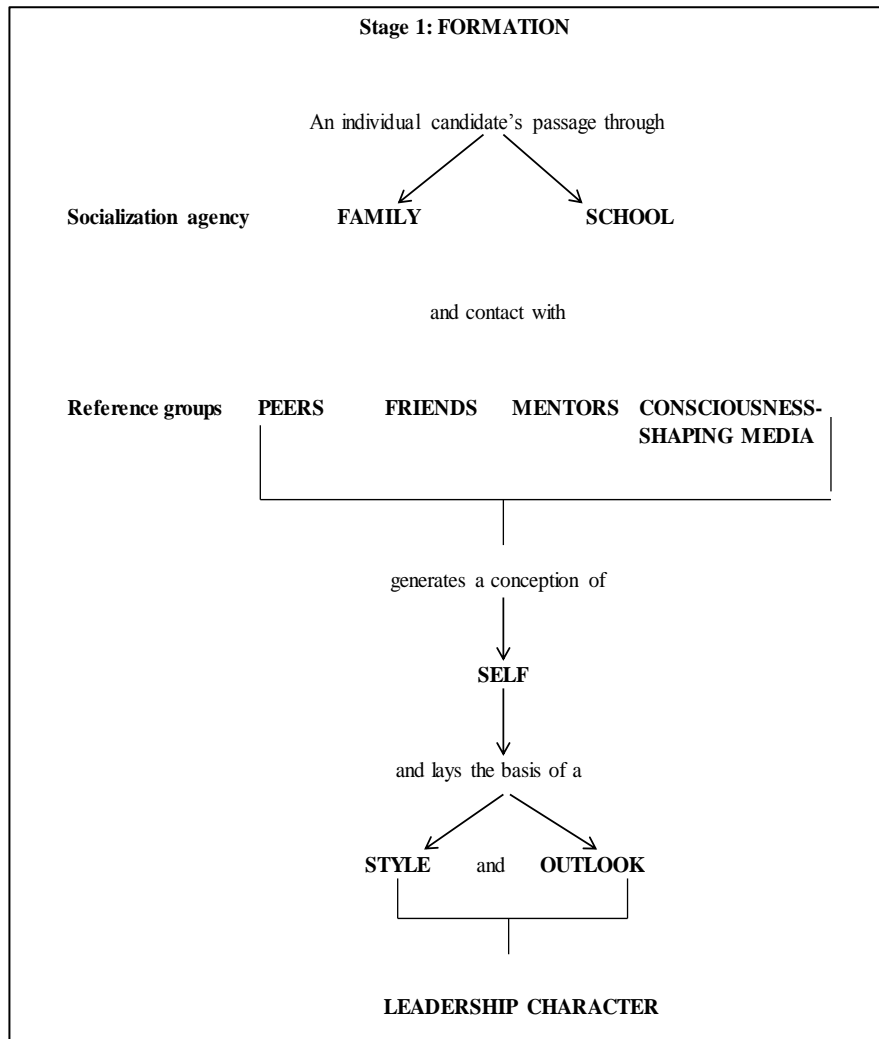 Stage 1: FORMATION
An individual candidate’s passage through
Socialization agency FAMILY SCHOOL
and contact with
Reference groups PEERS FRIENDS MENTORS CONSCIOUSNESS-
SHAPING MEDIA
generates a conception of
SELF
and lays the basis of a
STYLE and OUTLOOK
LEADERSHIP CHARACTER